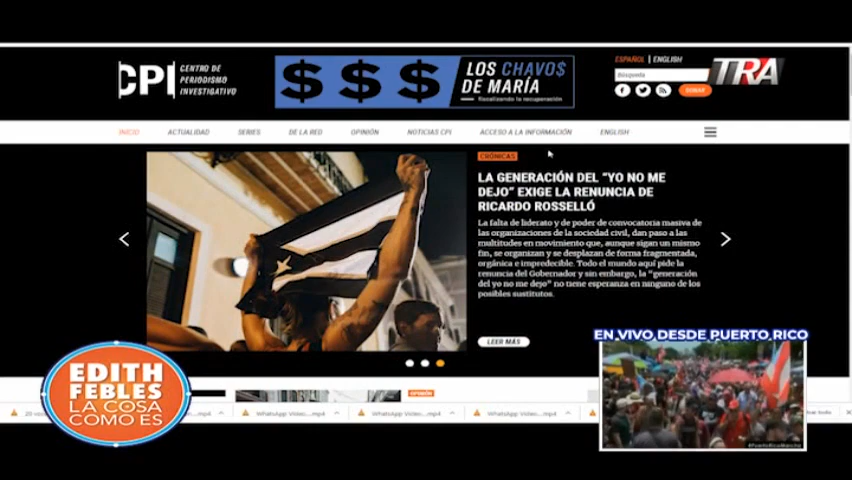 CPI
CENTRO DE
PERIODISMO
INVESTIGATIVO
$ $ $
LOS CHAVO$
DE MARÍA
fiscalizando la recuperación
ESPAÑOL | ENGLISH
Búsqueda
DONAR
TRA
INICIO ACTUALIDAD SERIES DE LA RED OPINIÓN NOTICIAS CPI ACCESO A LA INFORMACIÓN ENGLISH
CRÓNICAS
LA GENERACIÓN DEL “YO NO ME
DEJO” EXIGE LA RENUNCIA DE
RICARDO ROSSELLÓ
La falta de liderato y de poder de convocatoria masiva de
las organizaciones de la sociedad civil, dan paso a las
multitudes en movimiento que, aunque sigan un mismo
fin, se organizan y se desplazan de forma fragmentada,
orgánica e impredecible. Todo el mundo aquí pide la
renuncia del Gobernador y sin embargo, la “generación
del yo no me dejo” no tiene esperanza en ninguno de los
posibles sustitutos.
LEER MÁS
EN VIVO DESDE PUERTO RICO
EDITH
FEBLES
LA COSA
COMO ES
OPINIÓN
WhatsApp Video....mp4 WhatsApp Video....mp4 WhatsApp Video....mp4
#PuertoRicoMarcha